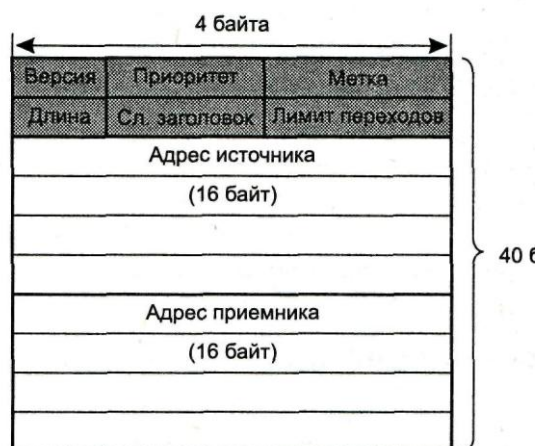 4 байта
Версия Приоритет Метка
Длина Сл. заголовок Лимит переходов
Адрес источника
(16 байт)
40 б
Адрес приемника
(16 байт)